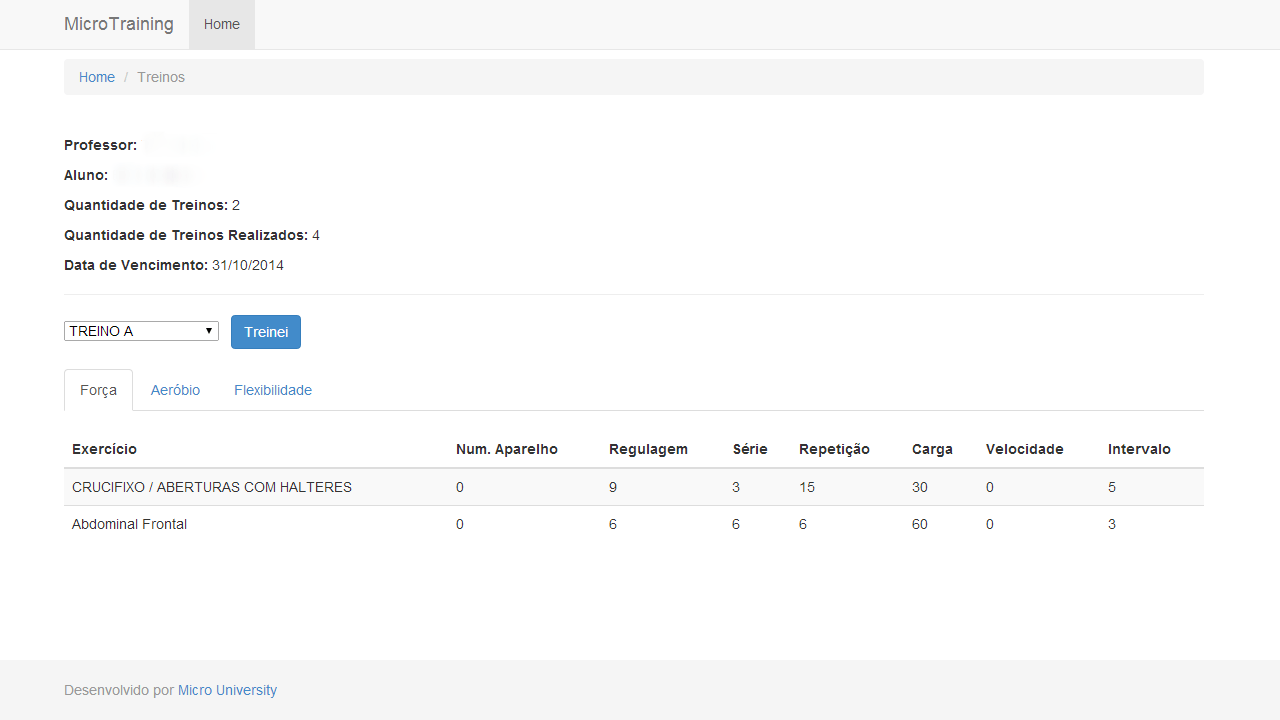 MicroTraining Home
Home / Treinos
Professor:
Aluno:
Quantidade de Treinos: 2
Quantidade de Treinos Realizados: 4
Data de Vencimento: 31/10/2014
TREINO A Treinei
Força Aeróbio Flexibilidade
Exercício Num. Aparelho Regulagem Série Repetição Carga Velocidade Intervalo
CRUCIFIXO / ABERTURAS COM HALTERES 0 9 3 15 30 0 5
Abdominal Frontal 0 6 6 6 60 0 3
Desenvolvido por Micro University